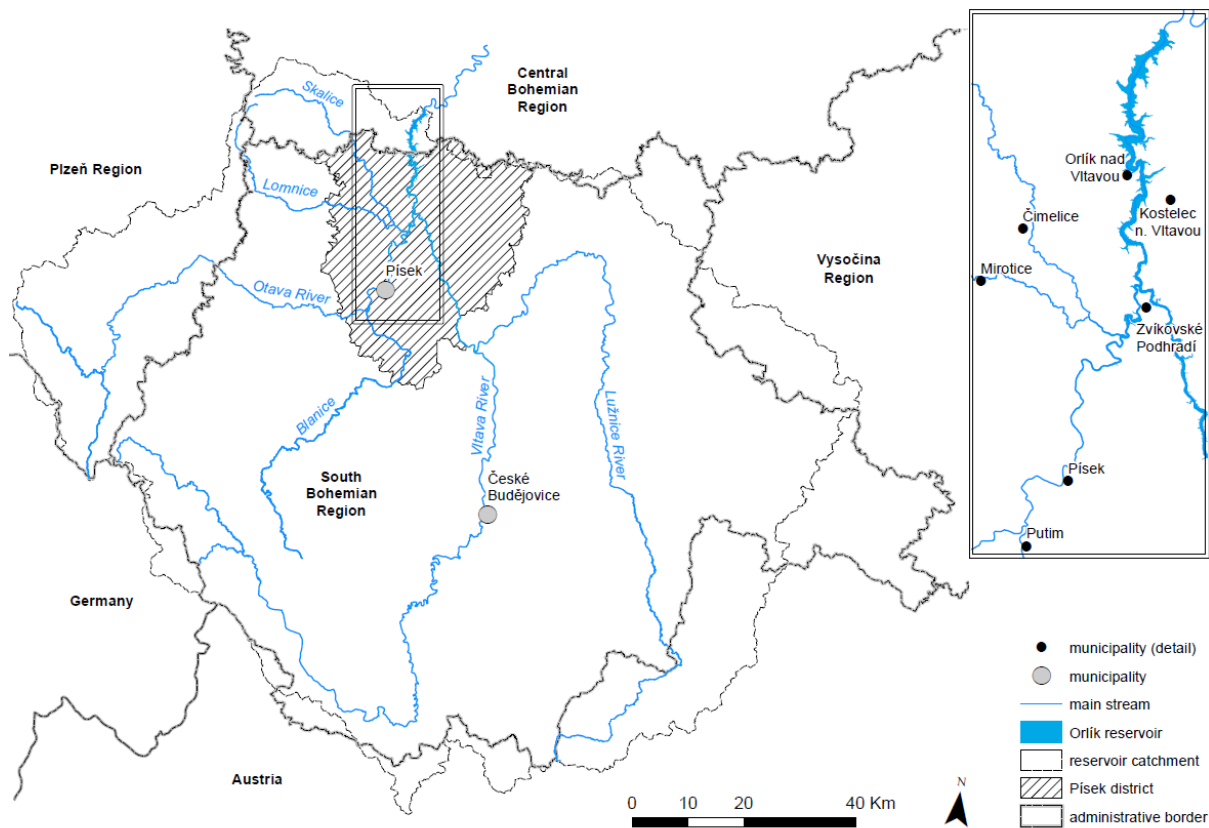 Skalice
Central
Bohemian
Region
Plzeň Region
Lomnice
Písek
Otava River
Vysočina
Region
Blanice
Vltava River
Lužnice River
South
Bohemian
Region
České
Budějovice
Germany
Austria
Orlík nad
Vltavou
Čimelice
Kostelec
n. Vltavou
Mirotice
Zvíkovské
Podhradí
Písek
Putim
municipality (detail)
municipality
main stream
Orlík reservoir
reservoir catchment
Písek district
administrative border
N
0 10 20 40 Km